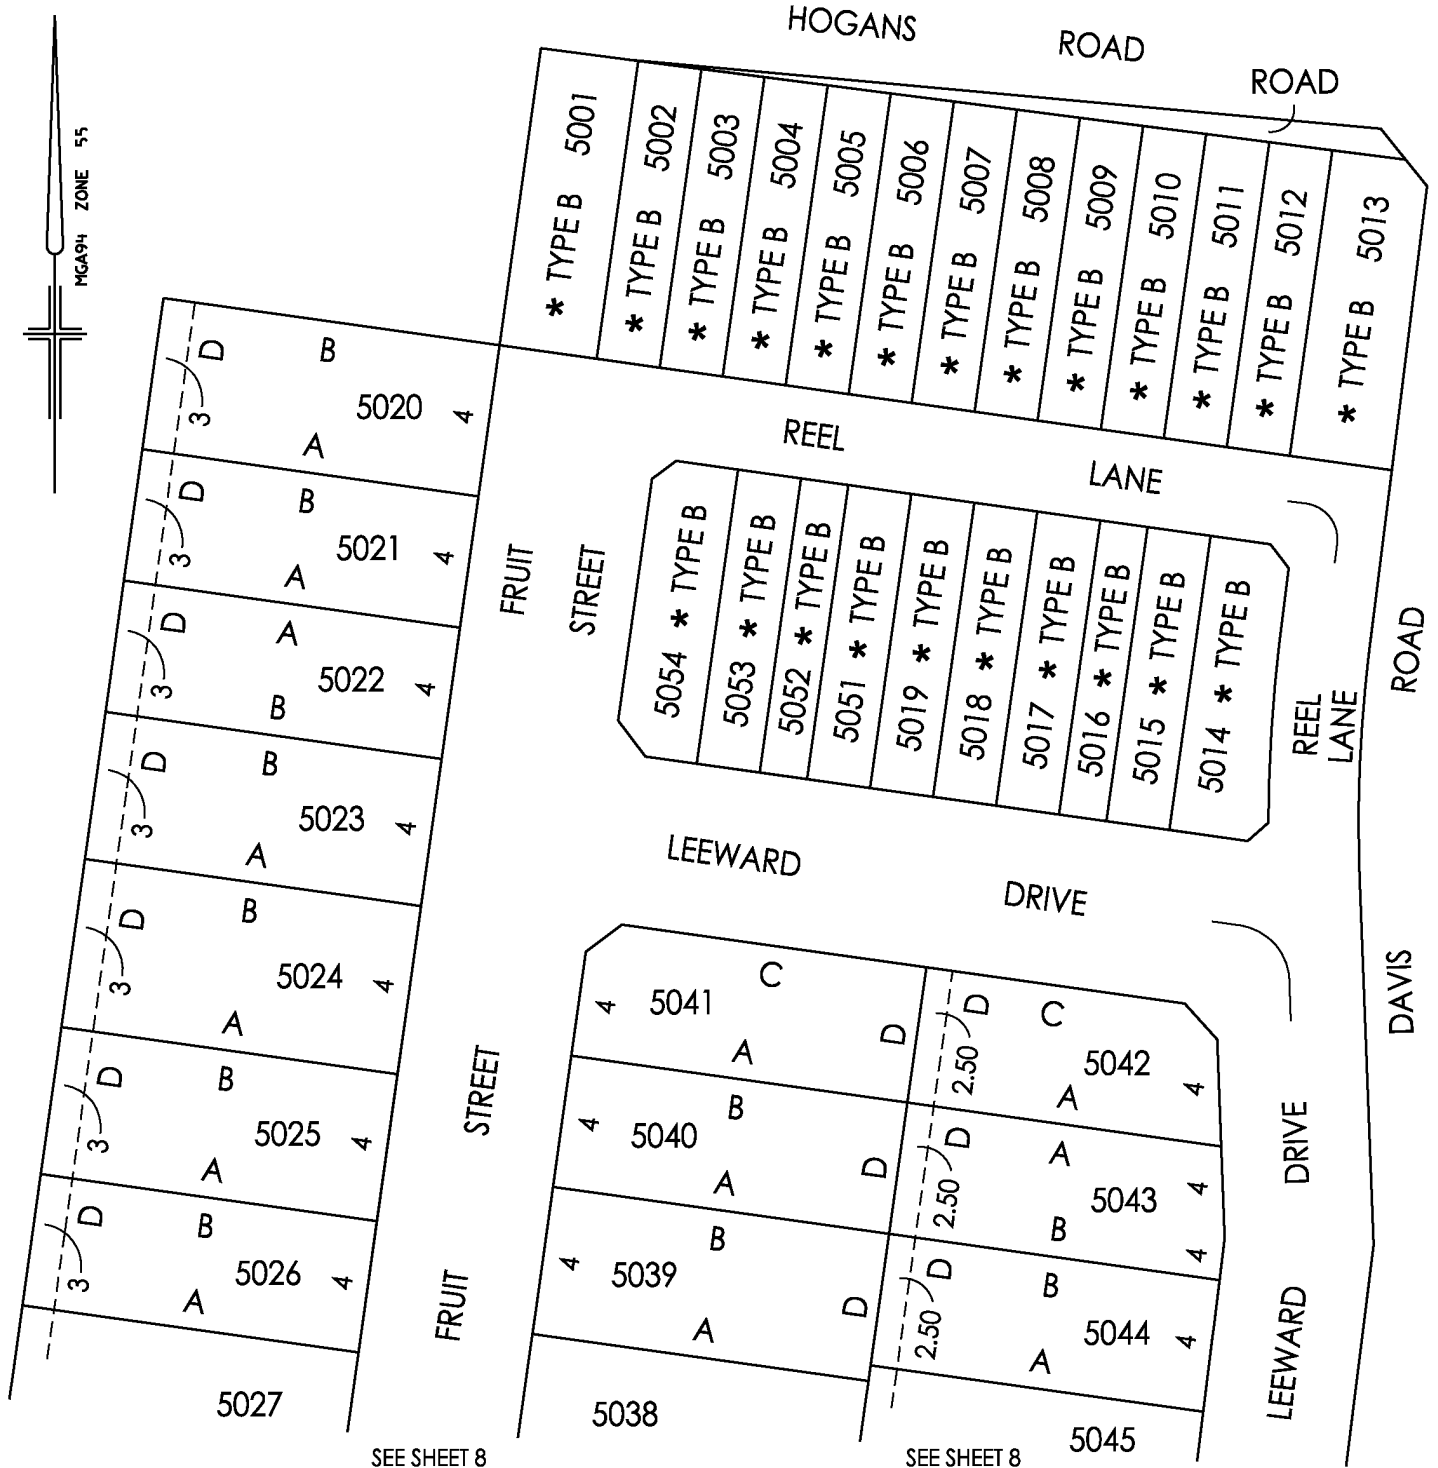 HOGANS ROAD
ROAD
MGA94 ZONE 55
5001 * TYPE B
5002 * TYPE B
5003 * TYPE B
5004 * TYPE B
5005 * TYPE B
5006 * TYPE B
5007 * TYPE B
5008 * TYPE B
5009 * TYPE B
5010 * TYPE B
5011 * TYPE B
5012 * TYPE B
5013 * TYPE B
REEL LANE
5054 * TYPE B
5053 * TYPE B
5052 * TYPE B
5051 * TYPE B
5019 * TYPE B
5018 * TYPE B
5017 * TYPE B
5016 * TYPE B
5015 * TYPE B
5014 * TYPE B
REEL
LANE
DAVIS ROAD
FRUIT
STREET
D B
3 5020 4
A
D B
3 5021 4
A
D A
3 5022 4
B
D B
3 5023 4
A
D B
3 5024 4
A
D B
3 5025 4
A
D B
3 5026 4
A
5027
LEEWARD DRIVE
FRUIT STREET
C
4 5041 D
A
B
4 5040 D
A
B
4 5039 D
A
5038
D C
2.50 5042 4
A
D A
2.50 5043 4
B 4
D B
2.50 5044 4
A
5045
LEEWARD DRIVE
SEE SHEET 8
SEE SHEET 8